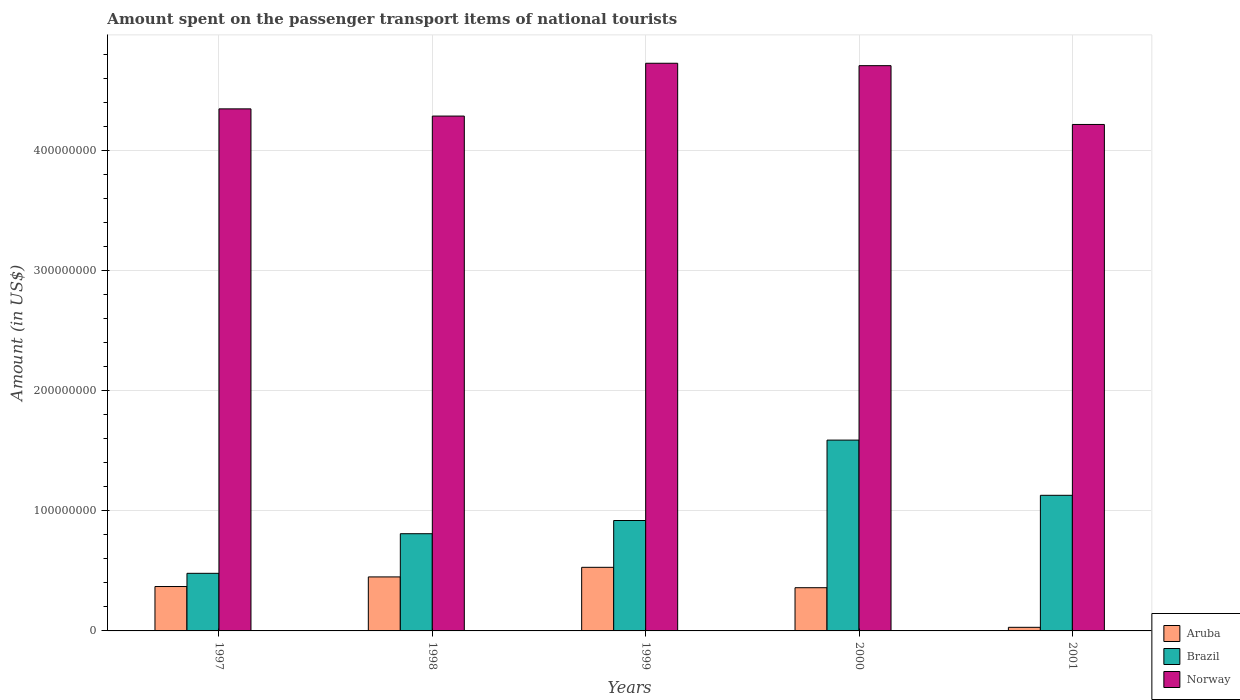 Amount spent on the passenger transport items of national tourists
Amount (in US$)
400000000
300000000
200000000
100000000
0
1997
1998
1999
2000
2001
Years
Aruba
Brazil
Norway